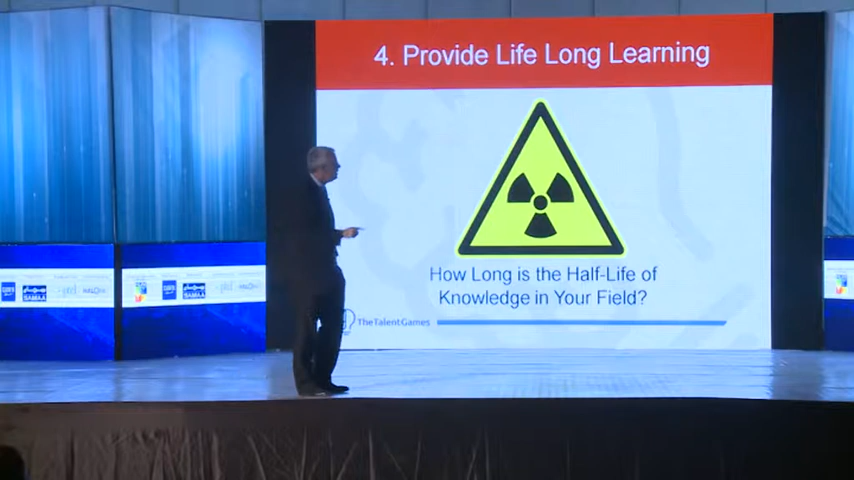 4. Provide Life Long Learning
How Long is the Half-Life of
Knowledge in Your Field?
TheTalentGames
SAMAA
SAMAA